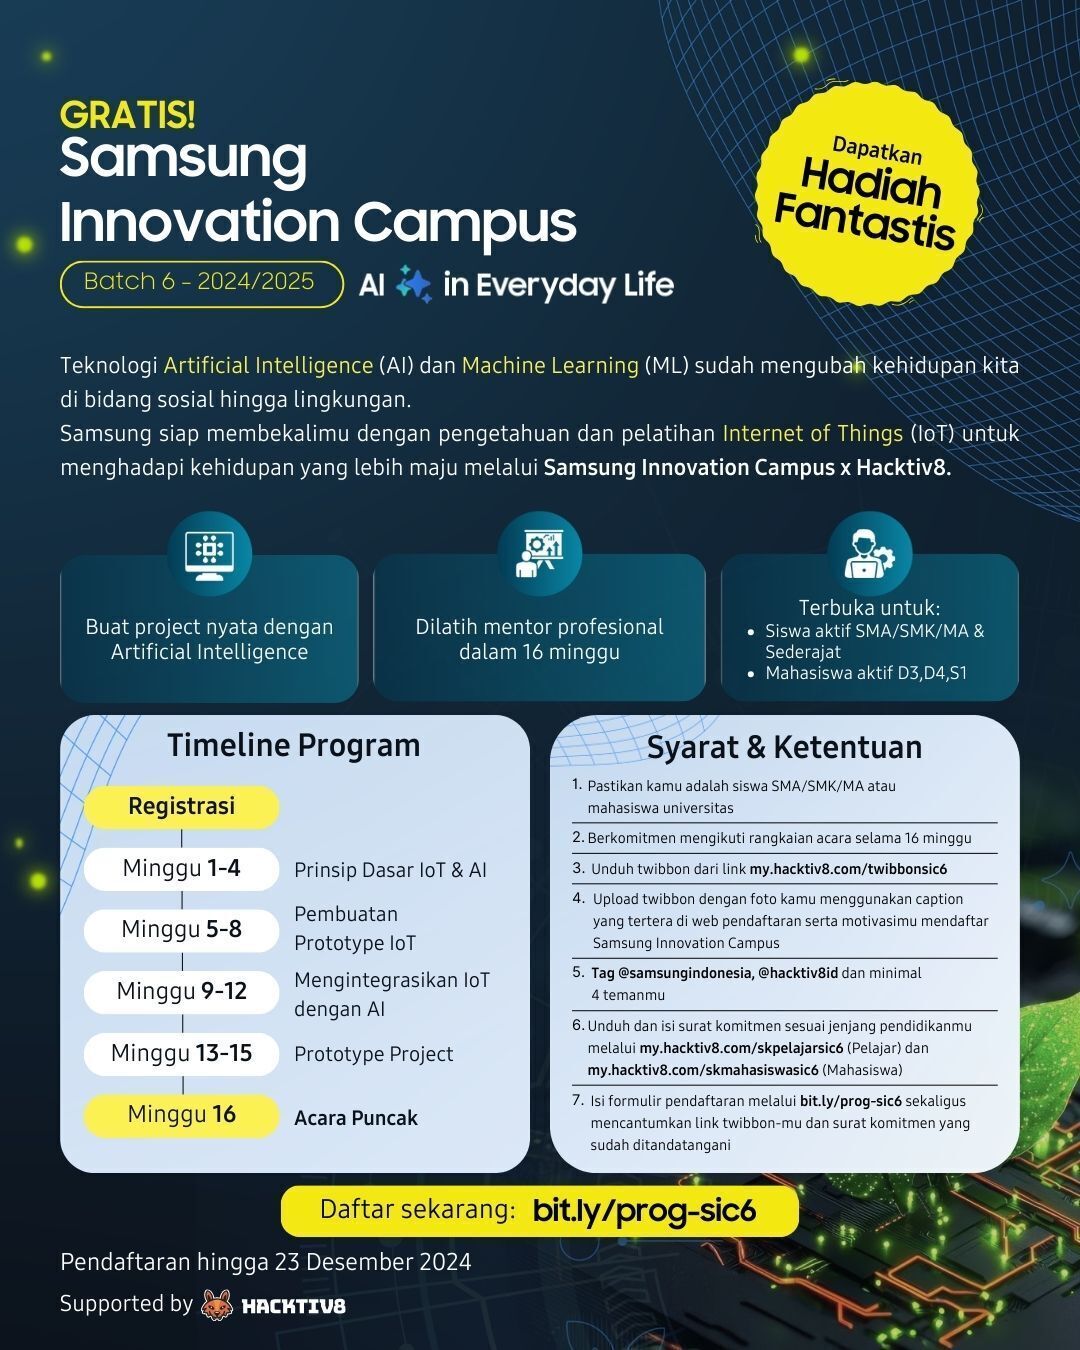 GRATIS!
Samsung
Innovation Campus
Batch 6 - 2024/2025
AI in Everyday Life
Dapatkan
Hadiah
Fantastis
Teknologi Artificial Intelligence (AI) dan Machine Learning (ML) sudah mengubah kehidupan kita
di bidang sosial hingga lingkungan.
Samsung siap membekalimu dengan pengetahuan dan pelatihan Internet of Things (IoT) untuk
menghadapi kehidupan yang lebih maju melalui Samsung Innovation Campus x Hacktiv8.
Buat project nyata dengan
Artificial Intelligence
Dilatih mentor profesional
dalam 16 minggu
Terbuka untuk:
• Siswa aktif SMA/SMK/MA &
Sederajat
• Mahasiswa aktif D3,D4,S1
Timeline Program
Registrasi
Minggu 1-4
Prinsip Dasar IoT & AI
Minggu 5-8
Pembuatan
Prototype IoT
Minggu 9-12
Mengintegrasikan IoT
dengan AI
Minggu 13-15
Prototype Project
Minggu 16
Acara Puncak
Syarat & Ketentuan
1. Pastikan kamu adalah siswa SMA/SMK/MA atau
mahasiswa universitas
2. Berkomitmen mengikuti rangkaian acara selama 16 minggu
3. Unduh twibbon dari link my.hacktiv8.com/twibbonsic6
4. Upload twibbon dengan foto kamu menggunakan caption
yang tertera di web pendaftaran serta motivasimu mendaftar
Samsung Innovation Campus
5. Tag @samsungindonesia, @hacktiv8id dan minimal
4 temanmu
6. Unduh dan isi surat komitmen sesuai jenjang pendidikanmu
melalui my.hacktiv8.com/skpelajarsic6 (Pelajar) dan
my.hacktiv8.com/skmahasiswasic6 (Mahasiswa)
7. Isi formulir pendaftaran melalui bit.ly/prog-sic6 sekaligus
mencantumkan link twibbon-mu dan surat komitmen yang
sudah ditandatangani
Daftar sekarang: bit.ly/prog-sic6
Pendaftaran hingga 23 Desember 2024
Supported by HACKTIV8